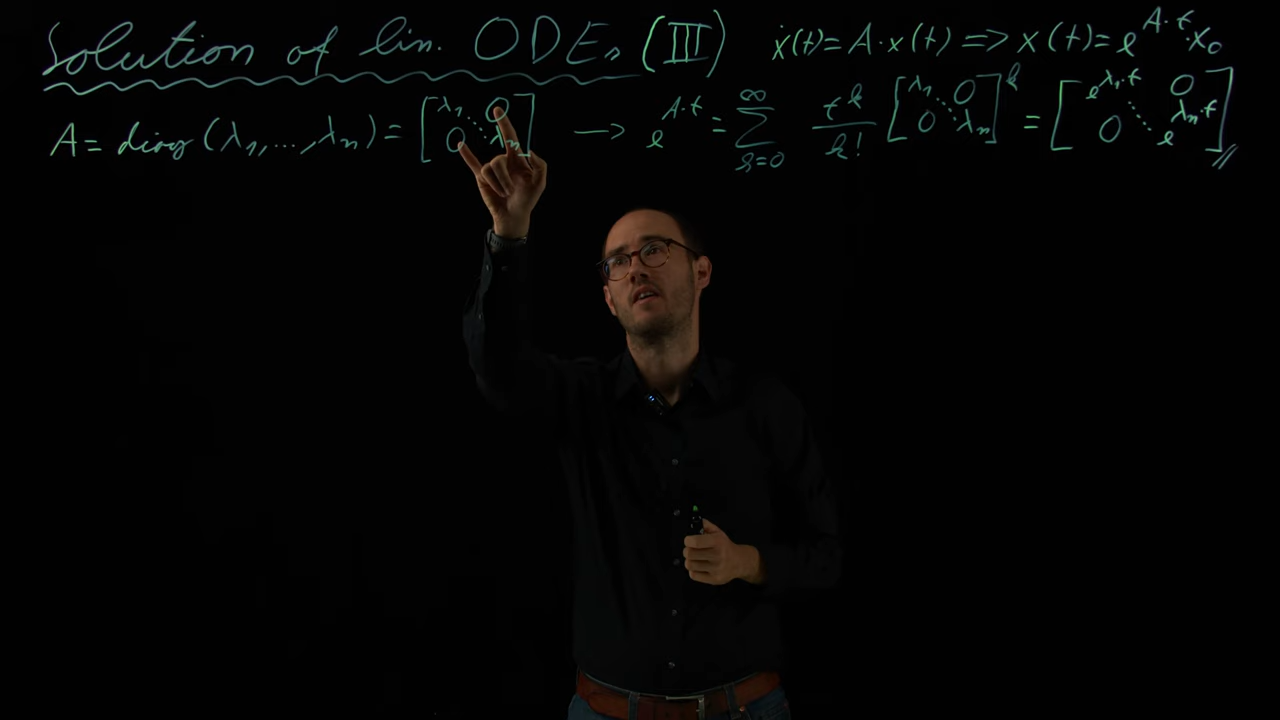 Solution of lin. ODEs (III) ẋ(t)=A·x(t) => x(t)=e^{A·t}·x₀
A = diag(λ₁,...,λₙ) = [λ₁ 0 ⋱ 0 λₙ] → e^{A·t} = ∑_{k=0}^{∞} t^k/k! [λ₁ 0 ⋱ 0 λₙ]^k = [e^{λ₁·t} 0 ⋱ 0 e^{λₙ·t}]